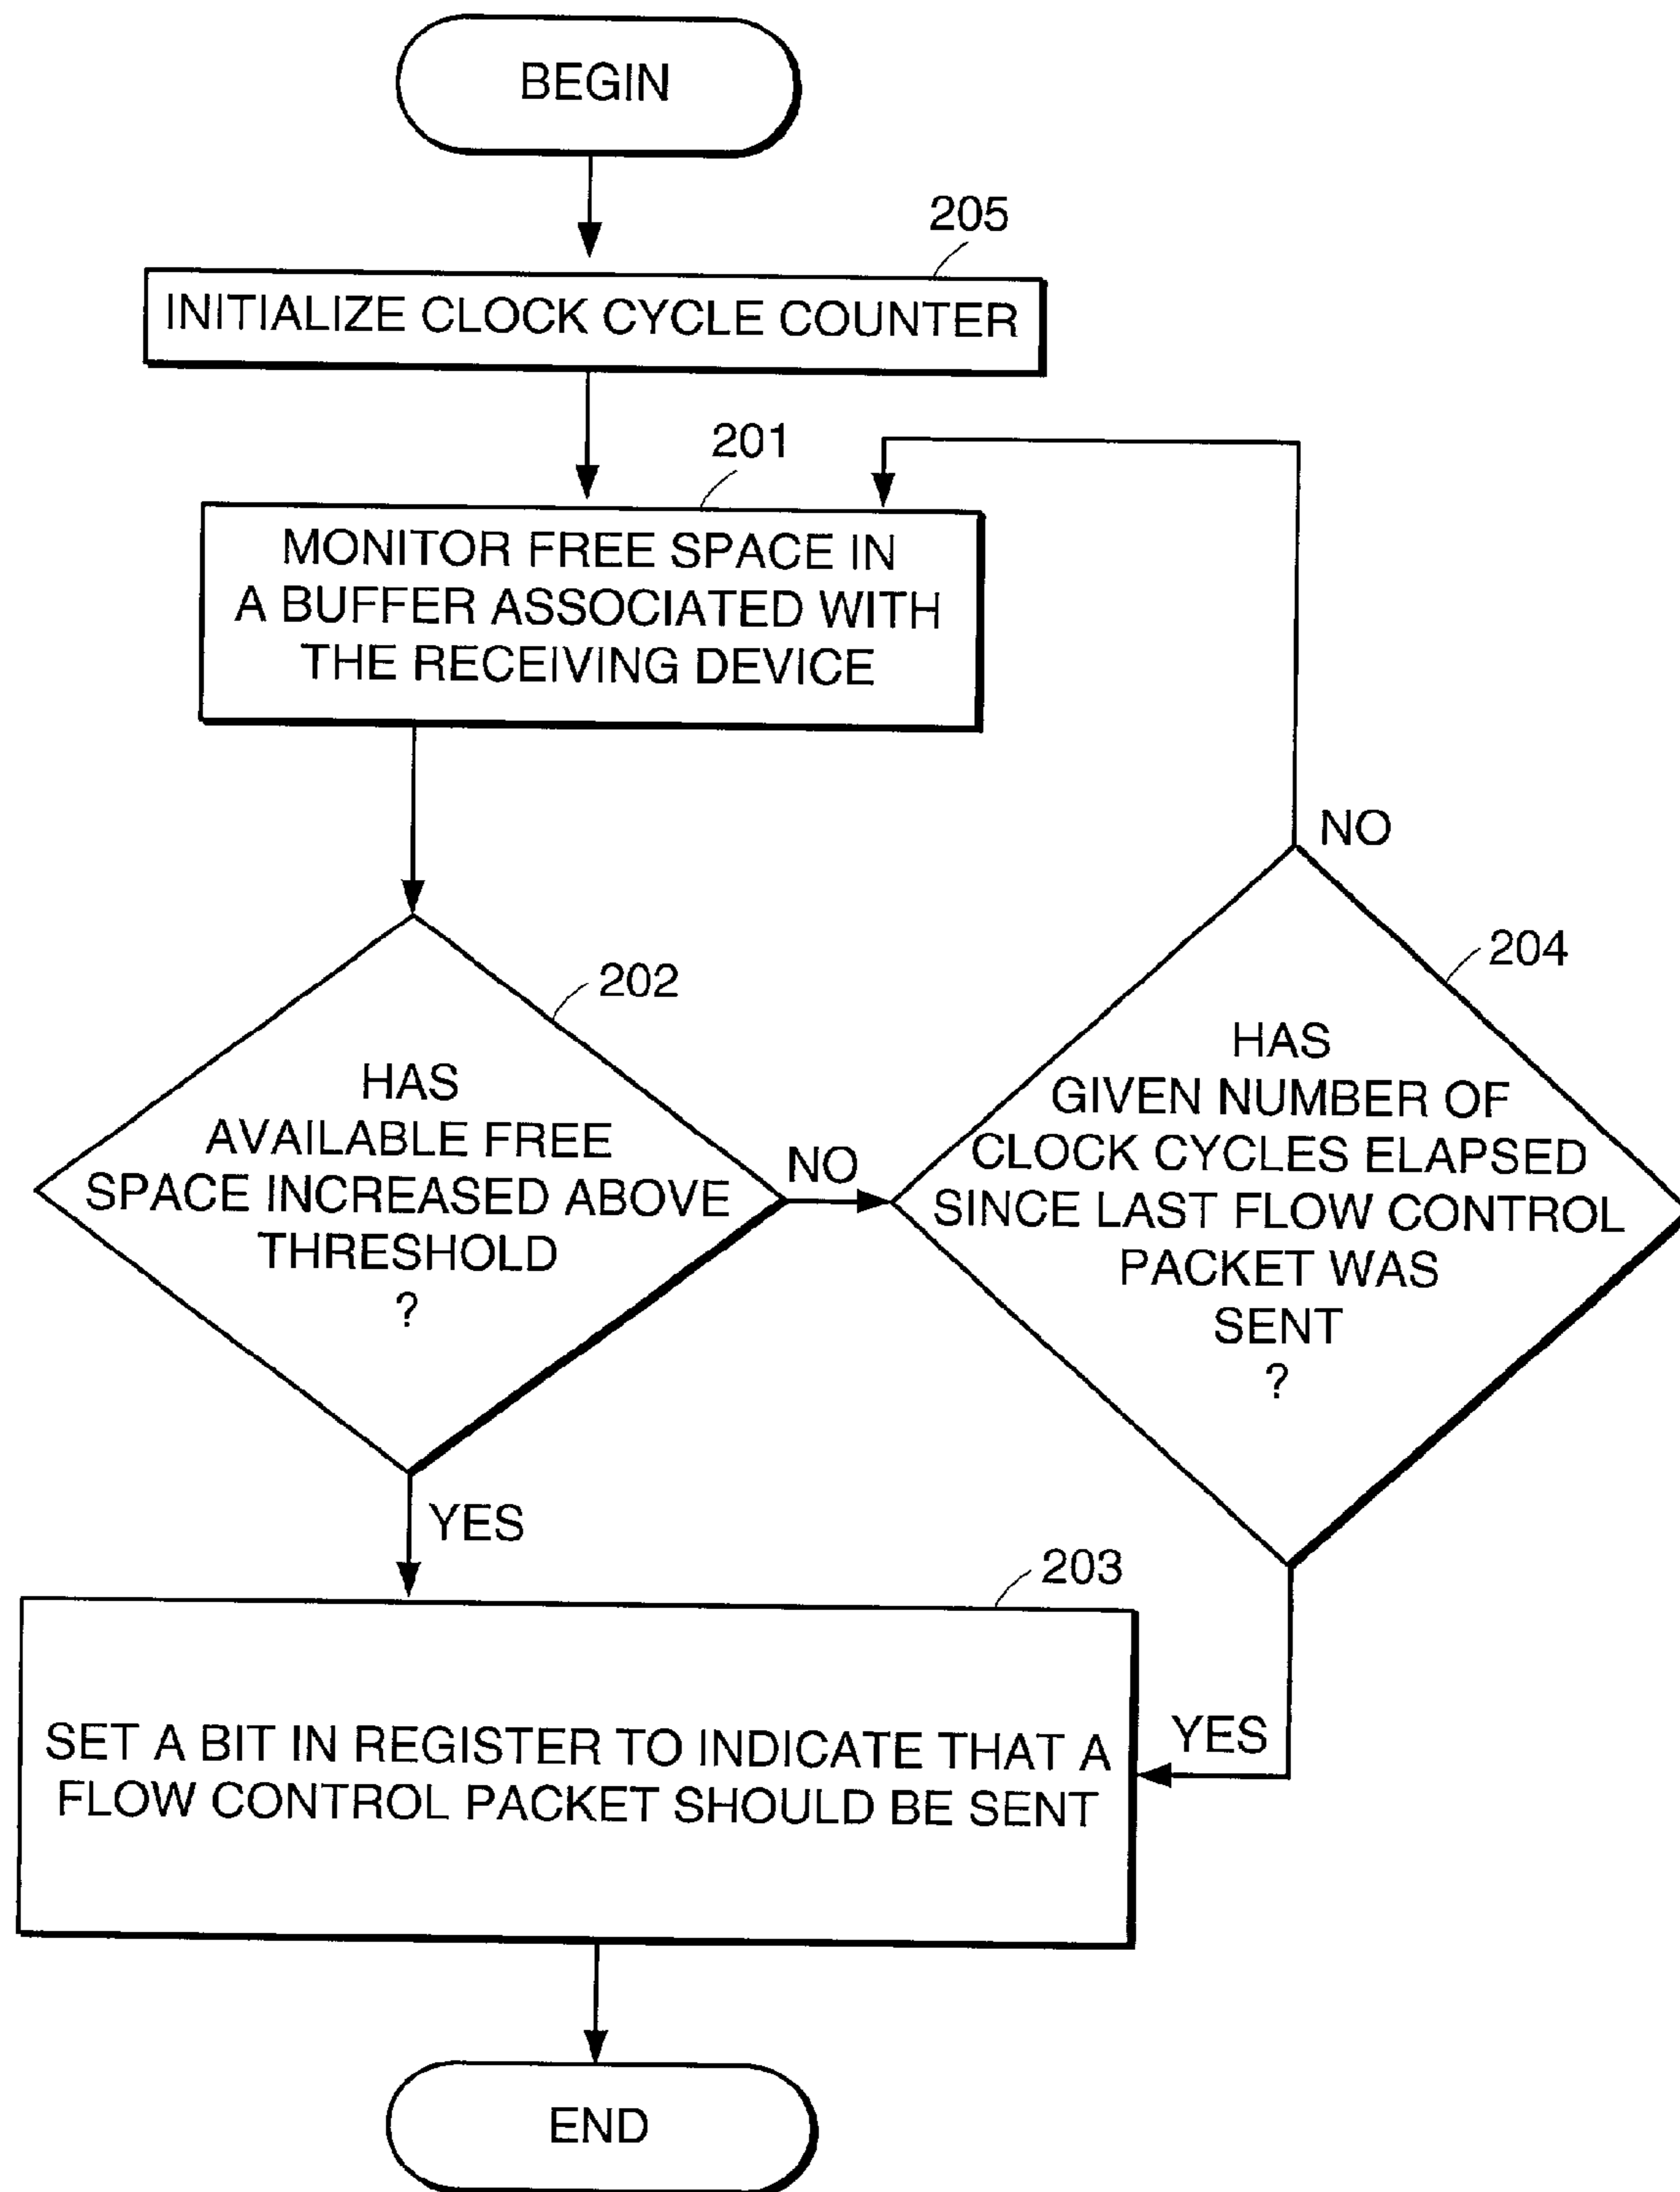 BEGIN
205
INITIALIZE CLOCK CYCLE COUNTER
201
MONITOR FREE SPACE IN
A BUFFER ASSOCIATED WITH
THE RECEIVING DEVICE
NO
204
202
HAS
AVAILABLE FREE
SPACE INCREASED ABOVE
THRESHOLD
?
NO
HAS
GIVEN NUMBER OF
CLOCK CYCLES ELAPSED
SINCE LAST FLOW CONTROL
PACKET WAS
SENT
?
YES
203
SET A BIT IN REGISTER TO INDICATE THAT A
FLOW CONTROL PACKET SHOULD BE SENT
YES
END